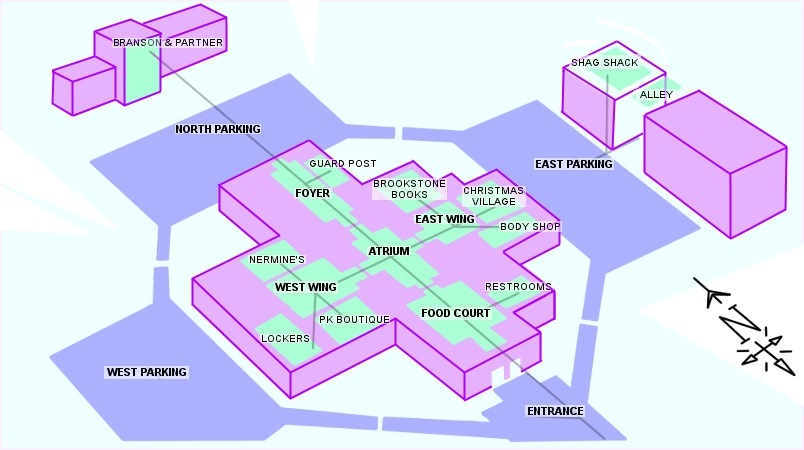 BRANSON & PARTNER
SHAG SHACK
ALLEY
NORTH PARKING
EAST PARKING
GUARD POST
FOYER
BROOKSTONE
BOOKS
CHRISTMAS
VILLAGE
EAST WING
BODY SHOP
ATRIUM
NERMINE'S
WEST WING
RESTROOMS
PK BOUTIQUE
FOOD COURT
LOCKERS
WEST PARKING
ENTRANCE
N